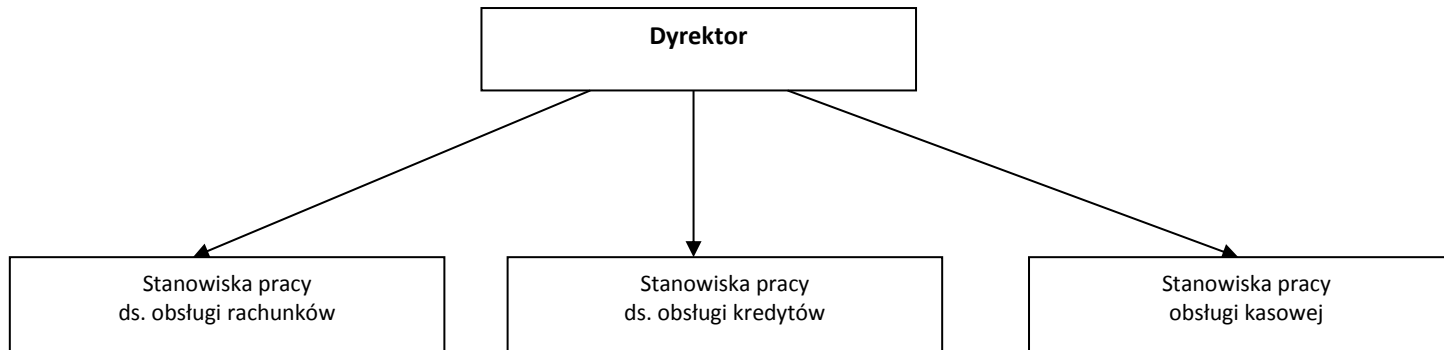 Dyrektor
Stanowiska pracy
ds. obsługi rachunków
Stanowiska pracy
ds. obsługi kredytów
Stanowiska pracy
obsługi kasowej